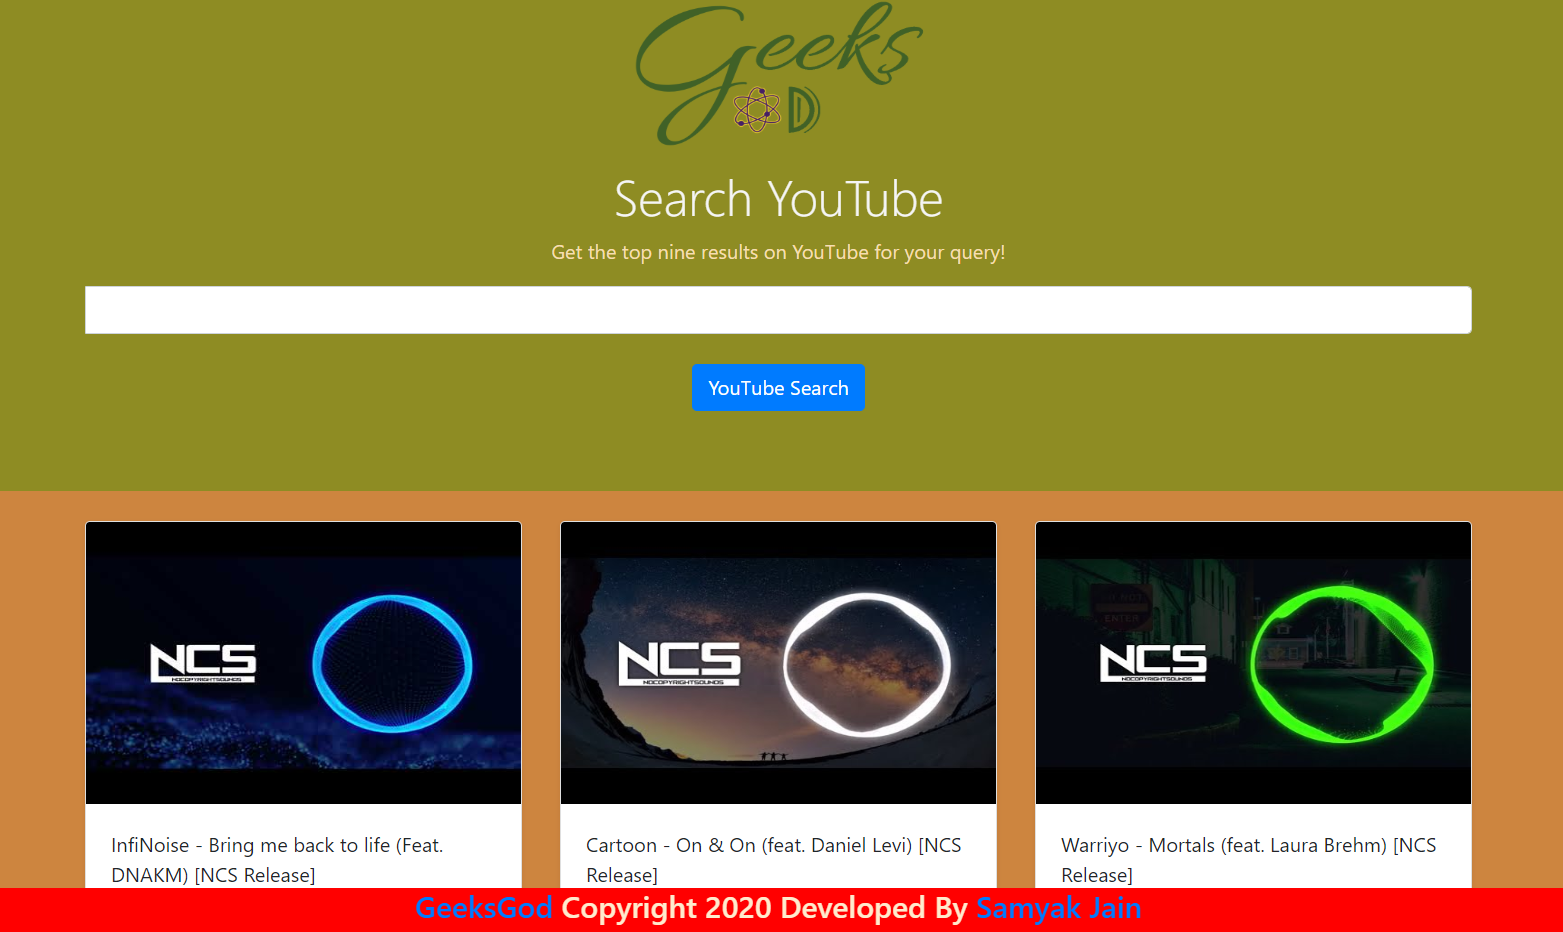 Geeks
D
Search YouTube
Get the top nine results on YouTube for your query!
YouTube Search
NCS
NOCOPYRIGHTSOUNDS
NCS
NOCOPYRIGHTSOUNDS
ENTER
NCS
NOCOPYRIGHTSOUNDS
InfiNoise - Bring me back to life (Feat.
DNAKM) [NCS Release]
Cartoon - On & On (feat. Daniel Levi) [NCS
Release]
Warriyo - Mortals (feat. Laura Brehm) [NCS
Release]
GeeksGod Copyright 2020 Developed By Samyak Jain